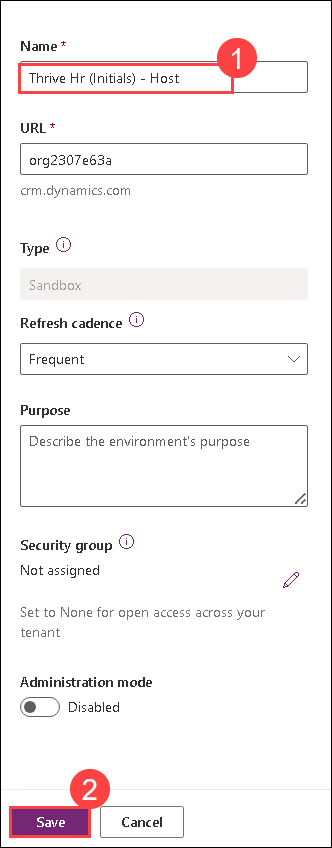 Name *
1
Thrive Hr (Initials) - Host
URL *
org2307e63a
crm.dynamics.com
Type
Sandbox
Refresh cadence
Frequent
Purpose
Describe the environment's purpose
Security group
Not assigned
Set to None for open access across your
tenant
Administration mode
Disabled
2
Save Cancel